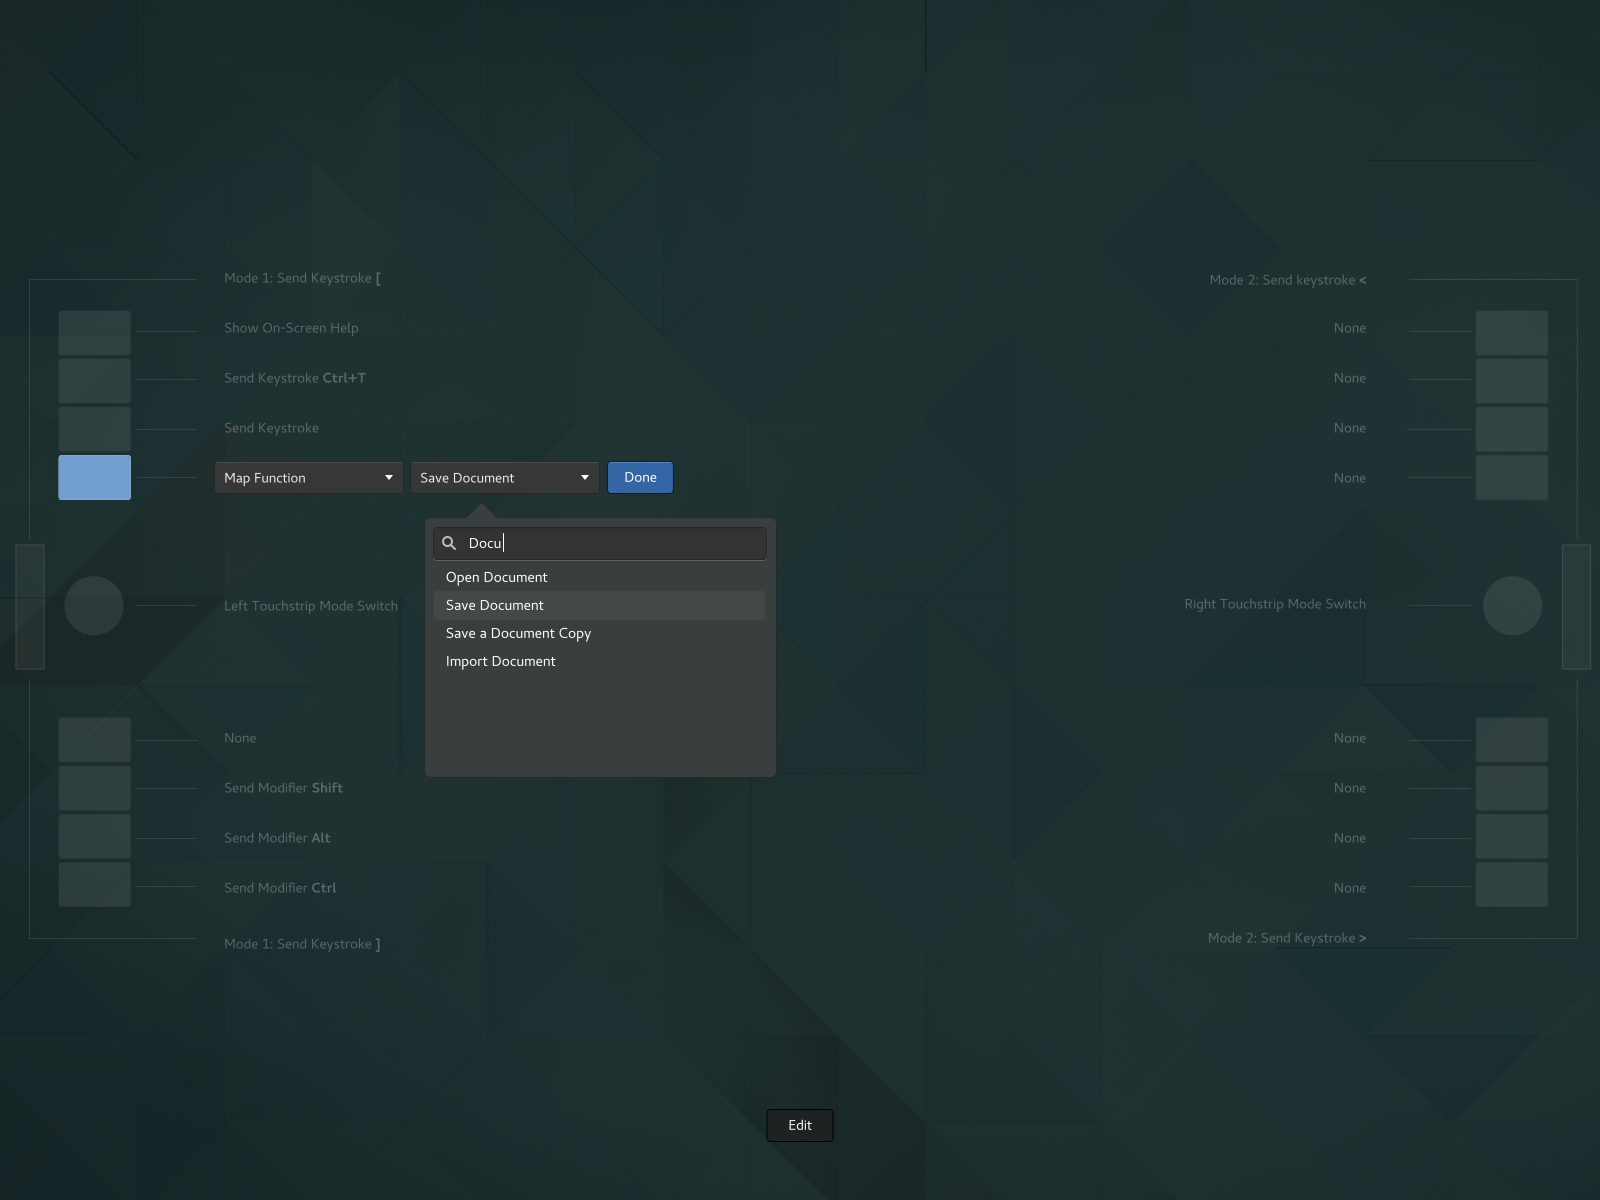 Mode 1: Send Keystroke [
Show On-Screen Help
Send Keystroke Ctrl+T
Send Keystroke
Map Function
Save Document
Done
Docu
Open Document
Save Document
Save a Document Copy
Import Document
Left Touchstrip Mode Switch
None
Send Modifier Shift
Send Modifier Alt
Send Modifier Ctrl
Mode 1: Send Keystroke ]
Mode 2: Send keystroke <
None
None
None
None
Right Touchstrip Mode Switch
None
None
None
None
Mode 2: Send Keystroke >
Edit